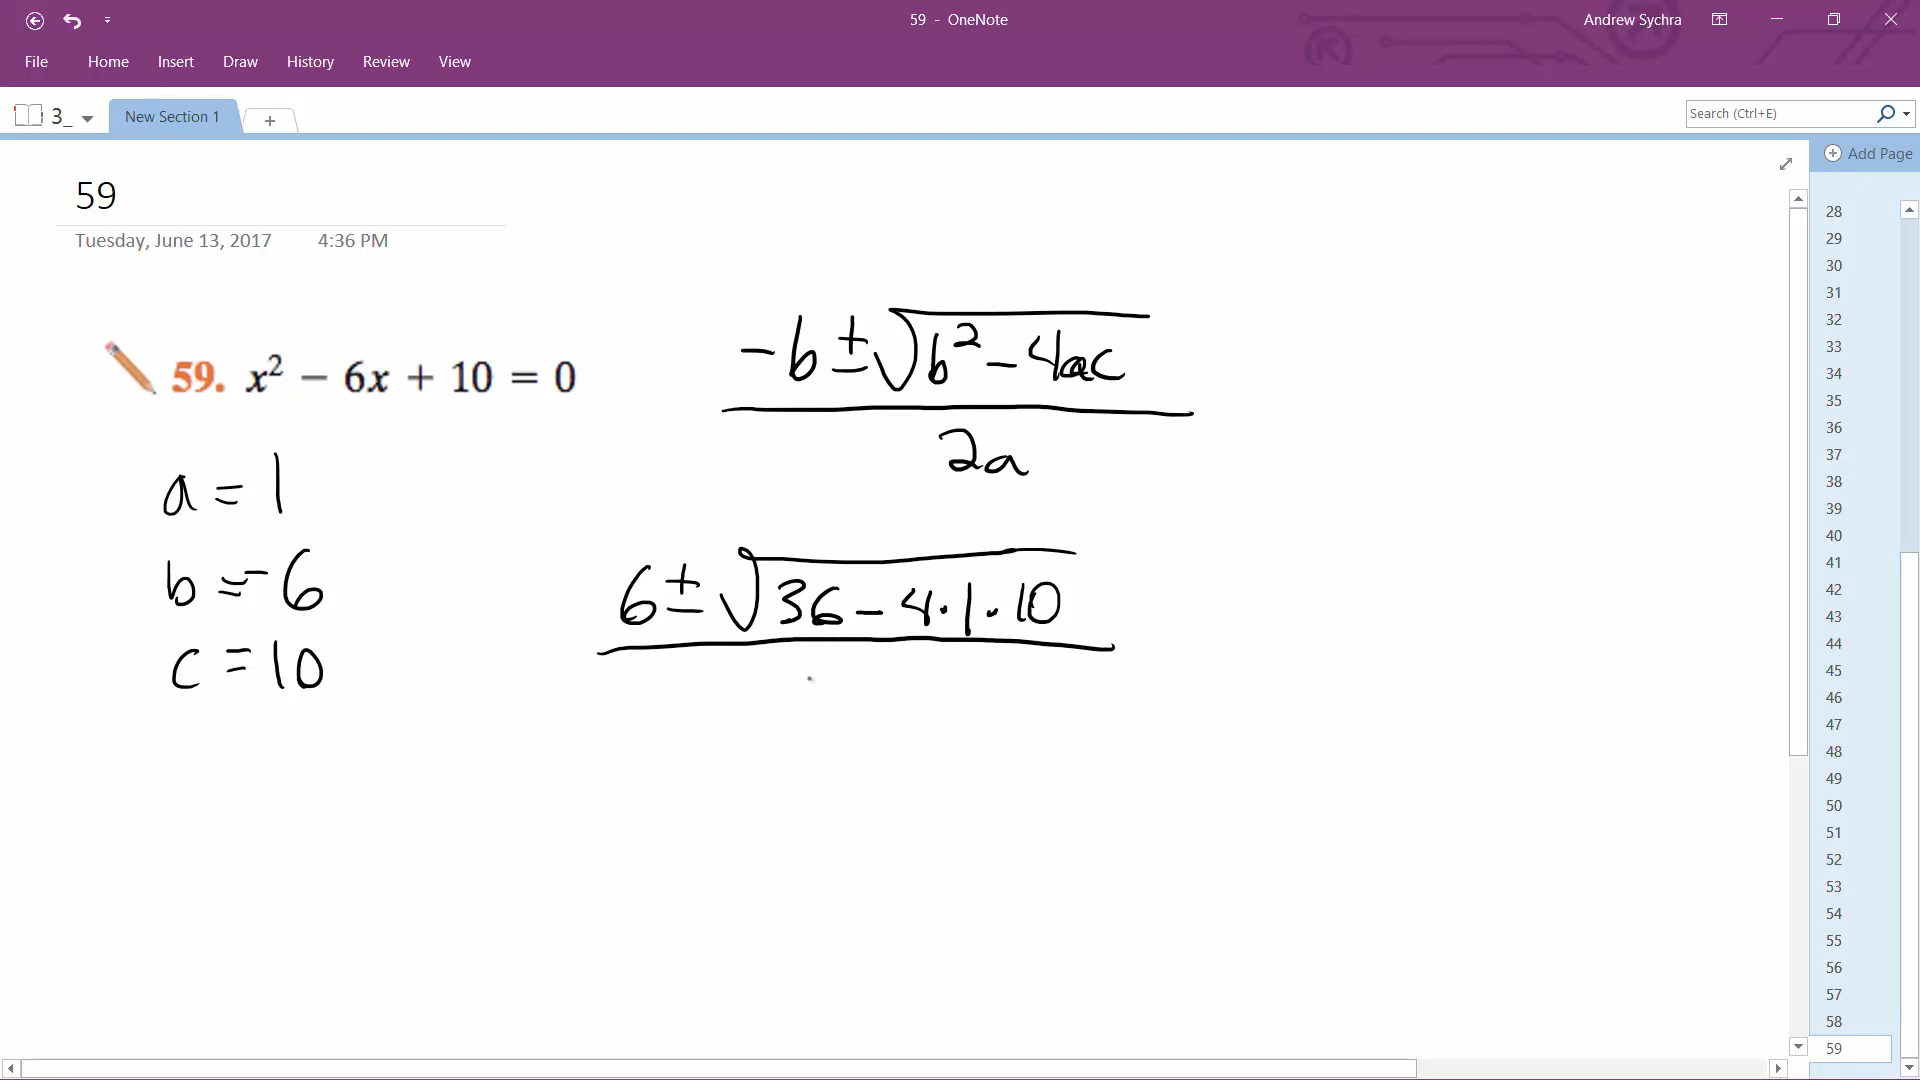 59 - OneNote
Andrew Sychra
File Home Insert Draw History Review View
3_ New Section 1 +
Search (Ctrl+E)
Add Page
59
Tuesday, June 13, 2017 4:36 PM
59. x² − 6x + 10 = 0
a = 1
b = -6
c = 10
-b ± √b² - 4ac
2a
6 ± √36 - 4·1·10
28
29
30
31
32
33
34
35
36
37
38
39
40
41
42
43
44
45
46
47
48
49
50
51
52
53
54
55
56
57
58
59